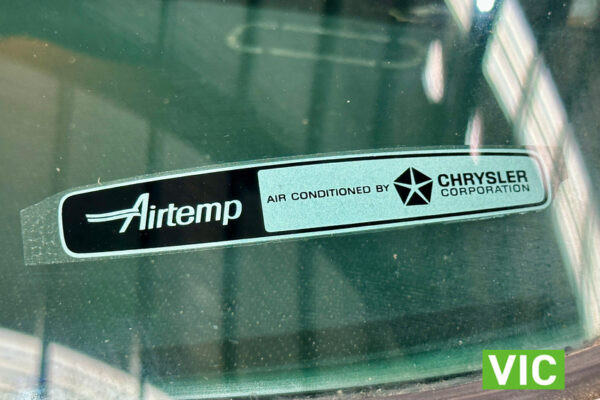 Airtemp
AIR CONDITIONED BY
CHRYSLER
CORPORATION
VIC